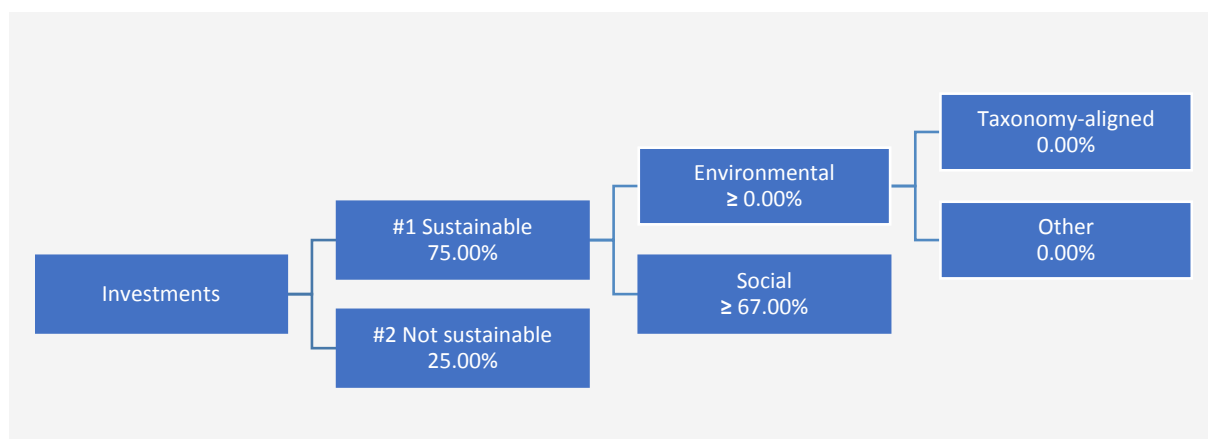 Investments
#1 Sustainable
75.00%
#2 Not sustainable
25.00%
Environmental
≥ 0.00%
Social
≥ 67.00%
Taxonomy-aligned
0.00%
Other
0.00%